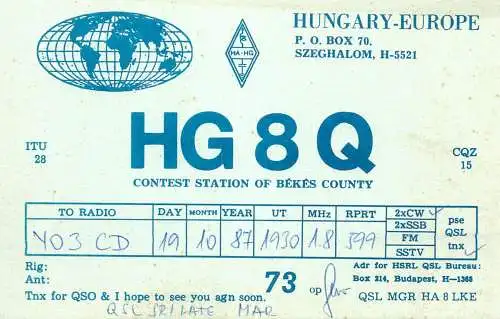 HUNGARY-EUROPE
P. O. BOX 70.
SZEGHALOM, H-5521
HA-HG
ITU
28
HG 8 Q
CQZ
15
CONTEST STATION OF BÉKÉS COUNTY
TO RADIO DAY MONTH YEAR UT MHz RPRT 2xCW pse
2xSSB QSL
YO3 CD 19 10 87 1930 1.8 599 FM tnx
SSTV
Rig: Adr for HSRL QSL Bureau:
Ant: 73 op Box 214, Budapest, H-1368
Tnx for QSO & I hope to see you agn soon. QSL MGR HA 8 LKE
QSL